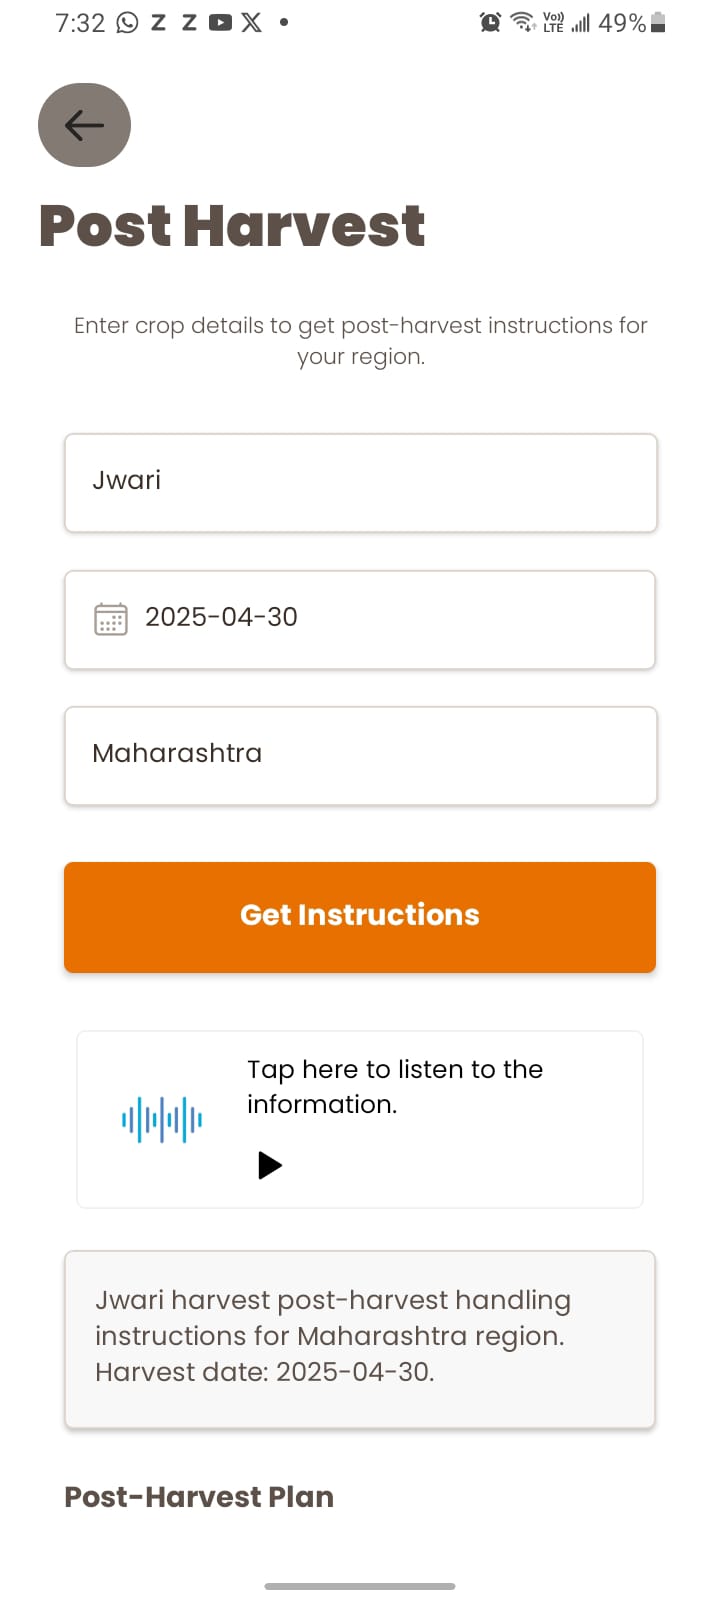 7:32 Z Z X • Vo)) LTE 49%
Post Harvest
Enter crop details to get post-harvest instructions for
your region.
Jwari
2025-04-30
Maharashtra
Get Instructions
Tap here to listen to the
information.
Jwari harvest post-harvest handling
instructions for Maharashtra region.
Harvest date: 2025-04-30.
Post-Harvest Plan